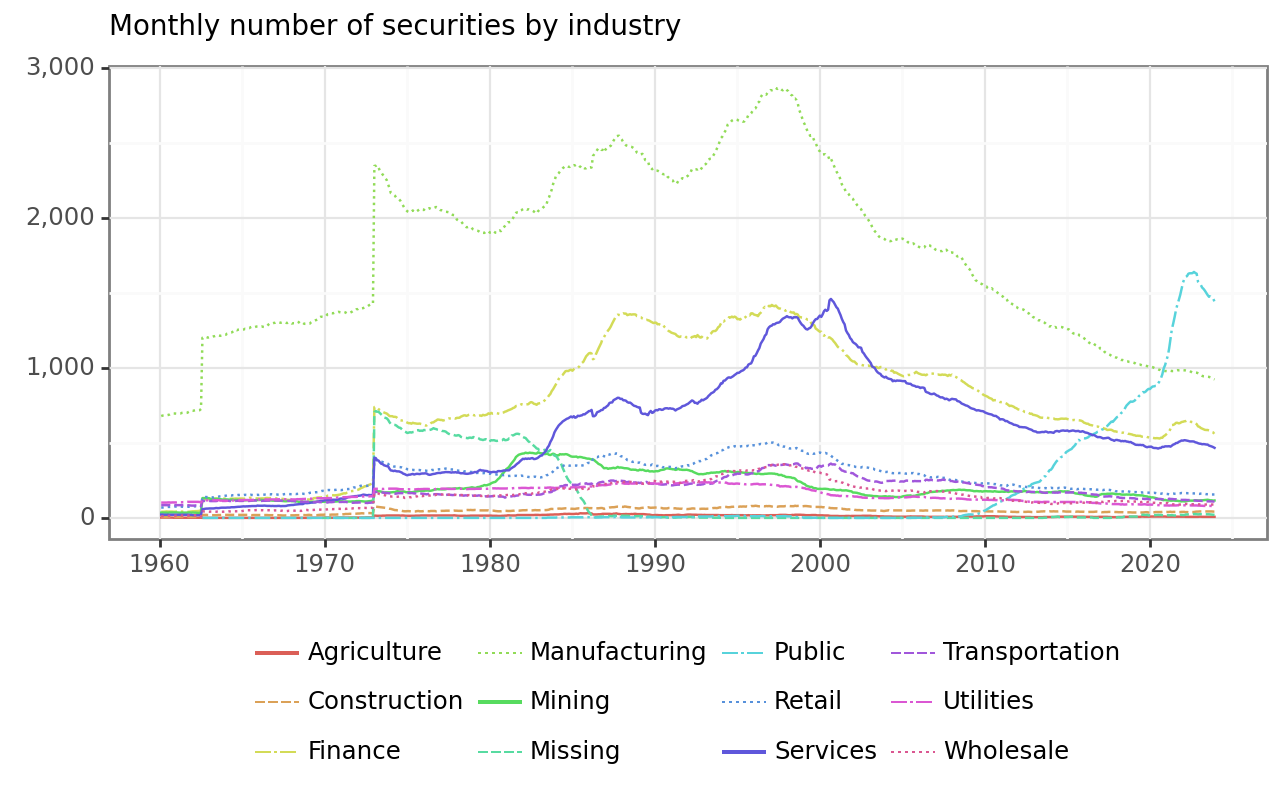 Monthly number of securities by industry
3,000
2,000
1,000
0
1960 1970 1980 1990 2000 2010 2020
Agriculture Manufacturing Public Transportation
Construction Mining Retail Utilities
Finance Missing Services Wholesale